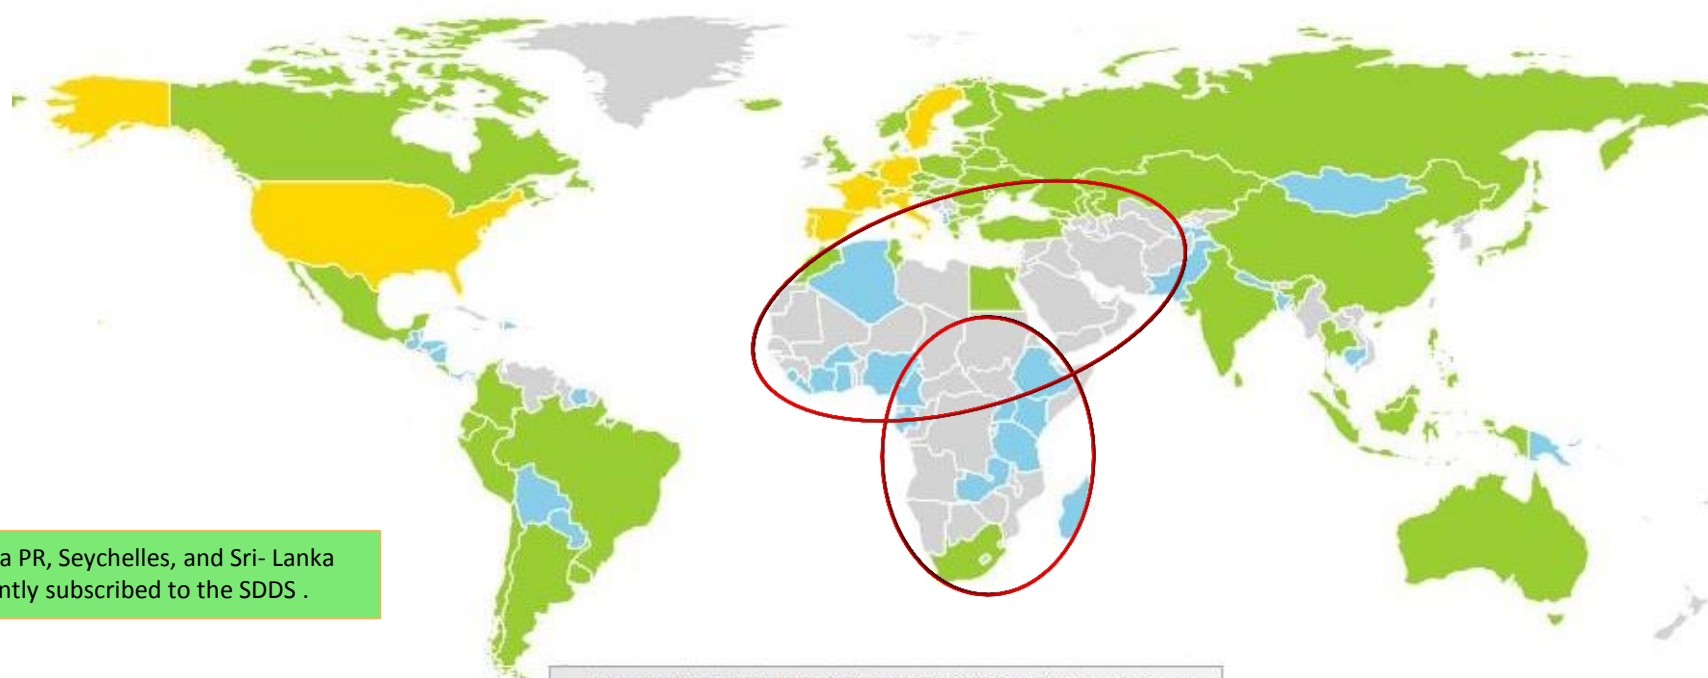 a PR, Seychelles, and Sri- Lanka
ntly subscribed to the SDDS .